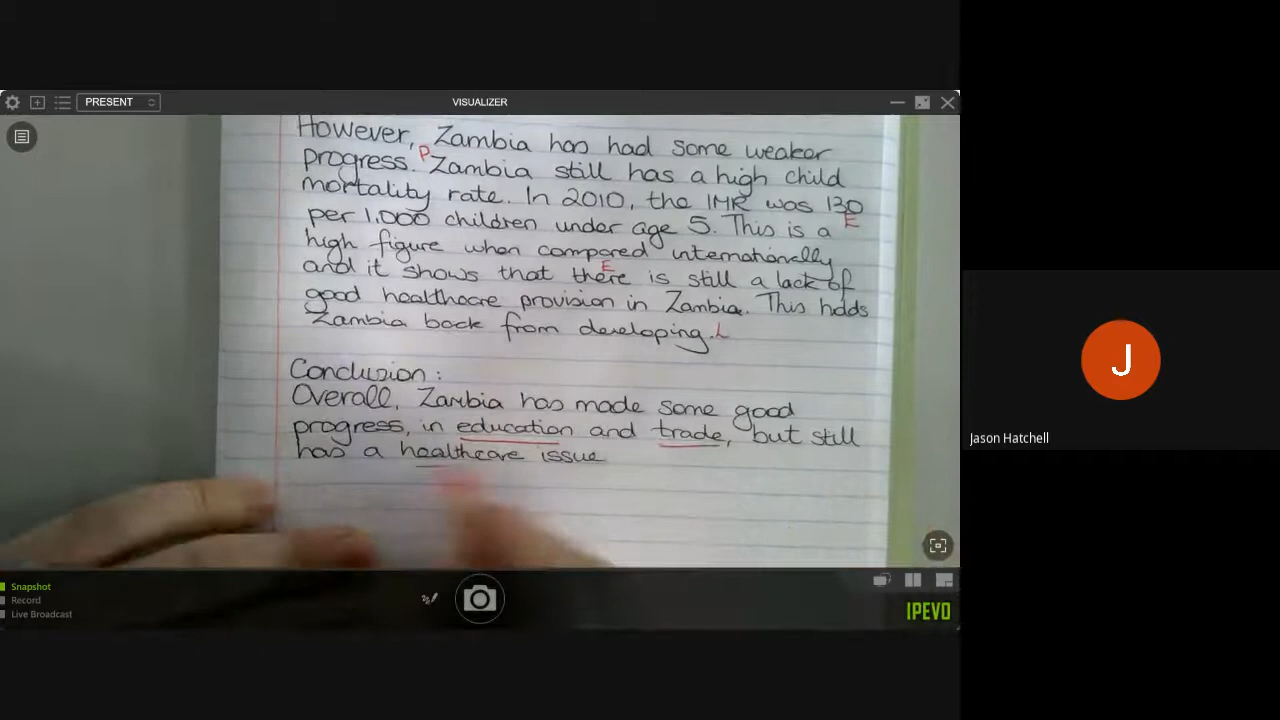 PRESENT
VISUALIZER
However, Zambia has had some weaker
progress. P Zambia still has a high child
mortality rate. In 2010, the IMR was 130
per 1,000 children under age 5. E This is a
high figure when compared internationally
and it shows that there E is still a lack of
good healthcare provision in Zambia. This holds
Zambia back from developing. L
Conclusion:
Overall, Zambia has made some good
progress, in education and trade, but still
has a healthcare issue
Snapshot
Record
Live Broadcast
IPEVO
J
Jason Hatchell